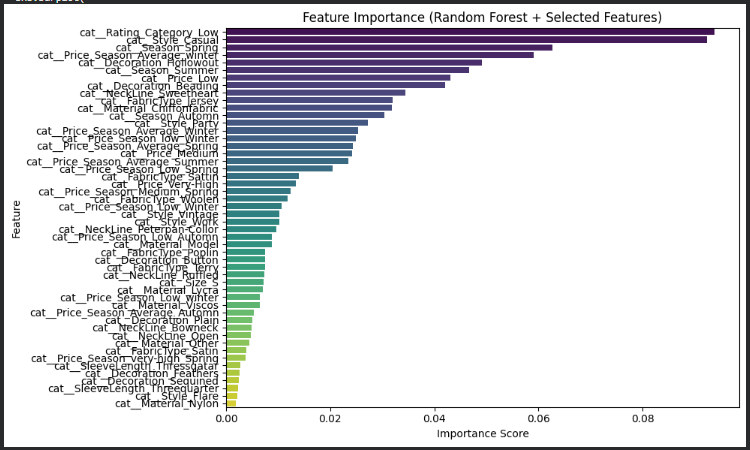 Feature Importance (Random Forest + Selected Features)
cat__Rating_Category_Low
cat__Style_Casual
cat__Season_Spring
cat__Price_Season_Average_winter
cat__Decoration_Hollowout
cat__Season_Summer
cat__Price_Low
cat__Decoration_Beading
cat__NeckLine_Sweetheart
cat__FabricType_Jersey
cat__Material_Chiffonfabric
cat__Season_Automn
cat__Style_Party
cat__Price_Season_Average_Winter
cat__Price_Season_low_Winter
cat__Price_Season_Average_Spring
cat__Price_Medium
cat__Price_Season_Average_Summer
cat__Price_Season_Low_Spring
cat__FabricType_Sattin
cat__Price_Very-High
cat__Price_Season_Medium_Spring
cat__FabricType_Woolen
cat__Price_Season_Low_Winter
cat__Style_Vintage
cat__Style_Work
cat__NeckLine_Peterpan-Collor
cat__Price_Season_Low_Automn
cat__Material_Model
cat__FabricType_Poplin
cat__Decoration_Button
cat__FabricType_Terry
cat__NeckLine_Ruffled
cat__Size_S
cat__Material_Lycra
cat__Price_Season_Low_winter
cat__Material_Viscos
cat__Price_Season_Average_Automn
cat__Decoration_Plain
cat__NeckLine_Bowneck
cat__NeckLine_Open
cat__Material_Other
cat__FabricType_Satin
cat__Price_Season_very-high_Spring
cat__SleeveLength_Thressqatar
cat__Decoration_Feathers
cat__Decoration_Sequined
cat__SleeveLength_Threequarter
cat__Style_Flare
cat__Material_Nylon
Feature
0.00
0.02
0.04
0.06
0.08
Importance Score